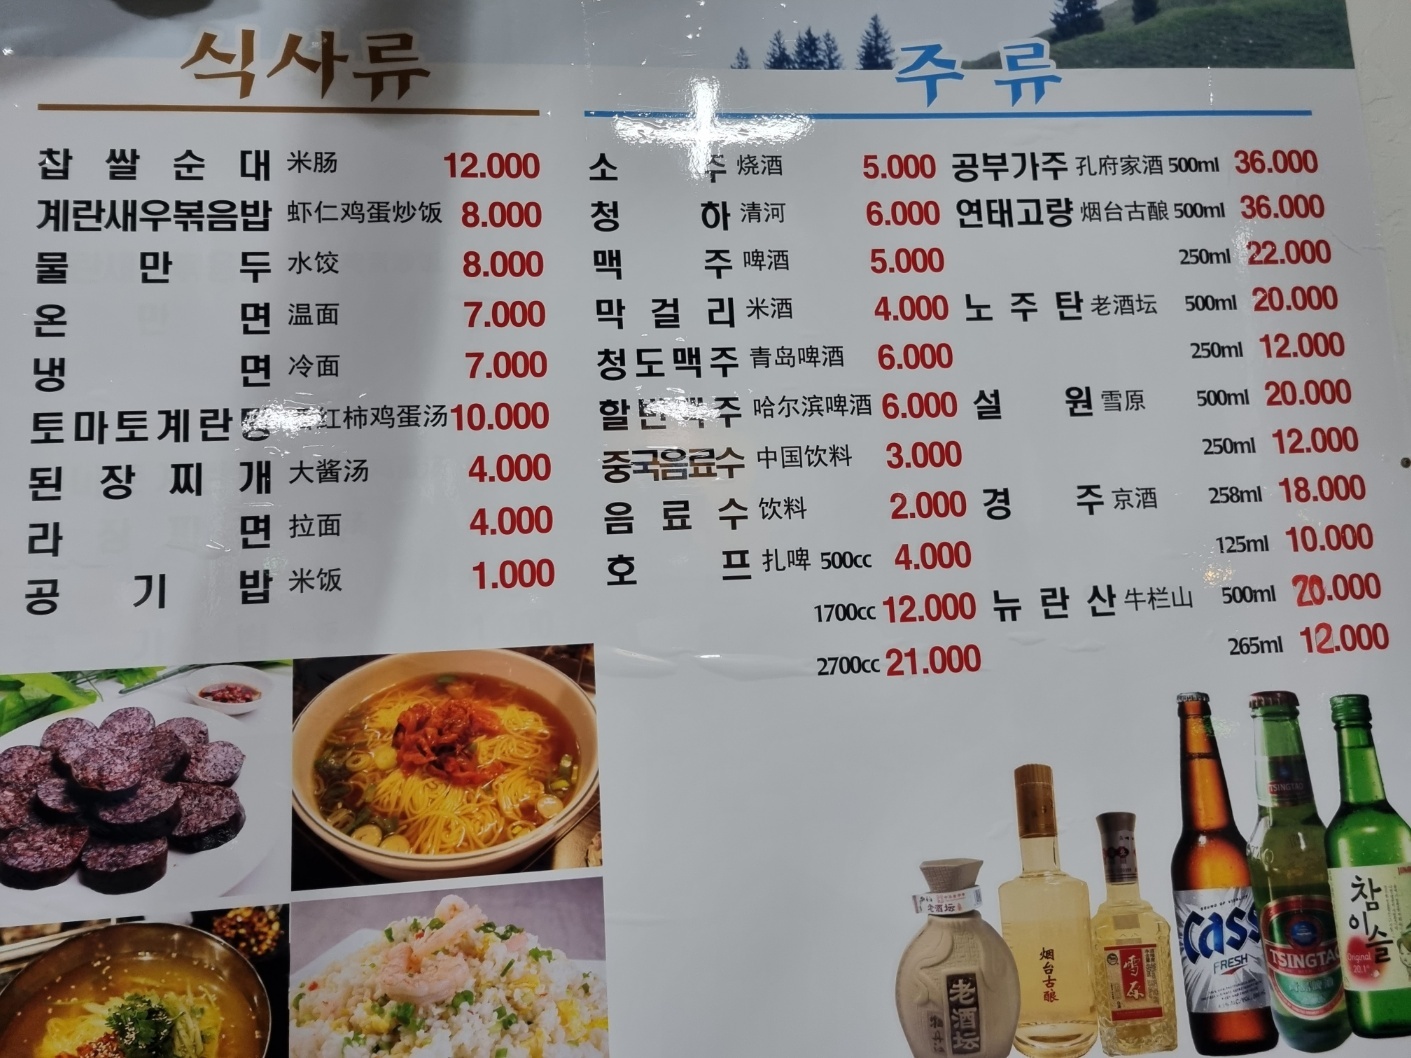 식사류
찹쌀순대 米肠 12.000
계란새우볶음밥 虾仁鸡蛋炒饭 8.000
물만두 水饺 8.000
온면 温面 7.000
냉면 冷面 7.000
토마토계란탕 红柿鸡蛋汤 10.000
된장찌개 大酱汤 4.000
라면 拉面 4.000
공기밥 米饭 1.000
주류
소주 烧酒 5.000
청하 清河 6.000
맥주 啤酒 5.000
막걸리 米酒 4.000
청도맥주 青岛啤酒 6.000
할빈맥주 哈尔滨啤酒 6.000
중국음료수 中国饮料 3.000
음료수 饮料 2.000
호프 扎啤 500cc 4.000
1700cc 12.000
2700cc 21.000
공부가주 孔府家酒 500ml 36.000
연태고량 烟台古酿 500ml 36.000
250ml 22.000
노주탄 老酒坛 500ml 20.000
250ml 12.000
설원 雪原 500ml 20.000
250ml 12.000
경주 京酒 258ml 18.000
125ml 10.000
뉴란산 牛栏山 500ml 20.000
265ml 12.000
老酒坛
老酒坛
烟台古酿
雪原
Cass
FRESH
TSINGTAO
TSINGTAO
참이슬
Original
20.1°